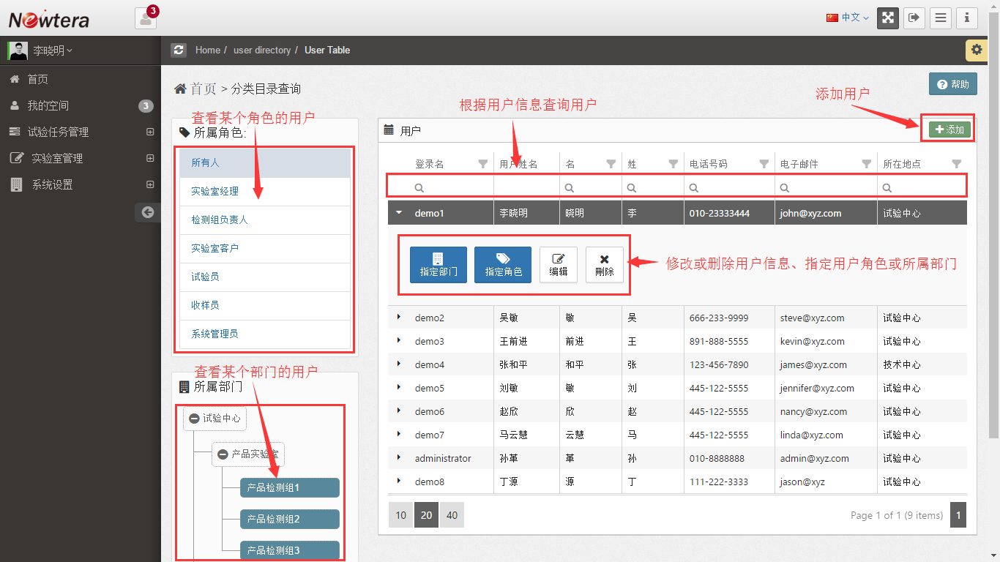 Newtera
3
中文
李晓明
Home / user directory / User Table
首页
我的空间 3
试验任务管理
实验室管理
系统设置
首页 > 分类目录查询
帮助
查看某个角色的用户
根据用户信息查询用户
添加用户
所属角色:
所有人
实验室经理
检测组负责人
实验室客户
试验员
收样员
系统管理员
查看某个部门的用户
所属部门
试验中心
产品实验室
产品检测组1
产品检测组2
产品检测组3
用户
添加
登录名 用户姓名 名 姓 电话号码 电子邮件 所在地点
demo1 李晓明 晓明 李 010-23333444 john@xyz.com 试验中心
指定部门 指定角色 编辑 刪除
修改或删除用户信息、指定用户角色或所属部门
demo2 吴敏 敏 吴 666-233-9999 steve@xyz.com 试验中心
demo3 王前进 前进 王 891-888-5555 kevin@xyz.com 试验中心
demo4 张和平 和平 张 123-456-7890 james@xyz.com 技术中心
demo5 刘敏 敏 刘 445-122-5555 jennifer@xyz.com 试验中心
demo6 赵欣 欣 赵 445-122-5555 nancy@xyz.com 试验中心
demo7 马云慧 云慧 马 445-122-5555 linda@xyz.com 试验中心
administrator 孙革 革 孙 010-8888888 admin@xyz.com 试验中心
demo8 丁源 源 丁 111-222-3333 jason@xyz 试验中心
10 20 40
Page 1 of 1 (9 items) 1